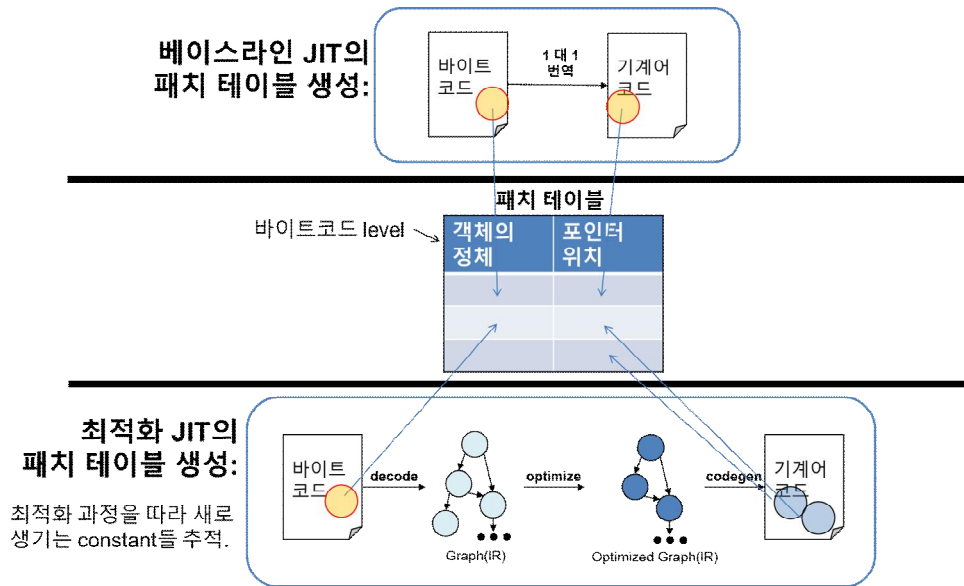 베이스라인 JIT의
패치 테이블 생성:
바이트
코드
1 대 1
번역
기계어
코드
패치 테이블
바이트코드 level
객체의
정체
포인터
위치
최적화 JIT의
패치 테이블 생성:
최적화 과정을 따라 새로
생기는 constant들 추적.
바이트
코드
decode
Graph(IR)
optimize
Optimized Graph(IR)
codegen
기계어
코드